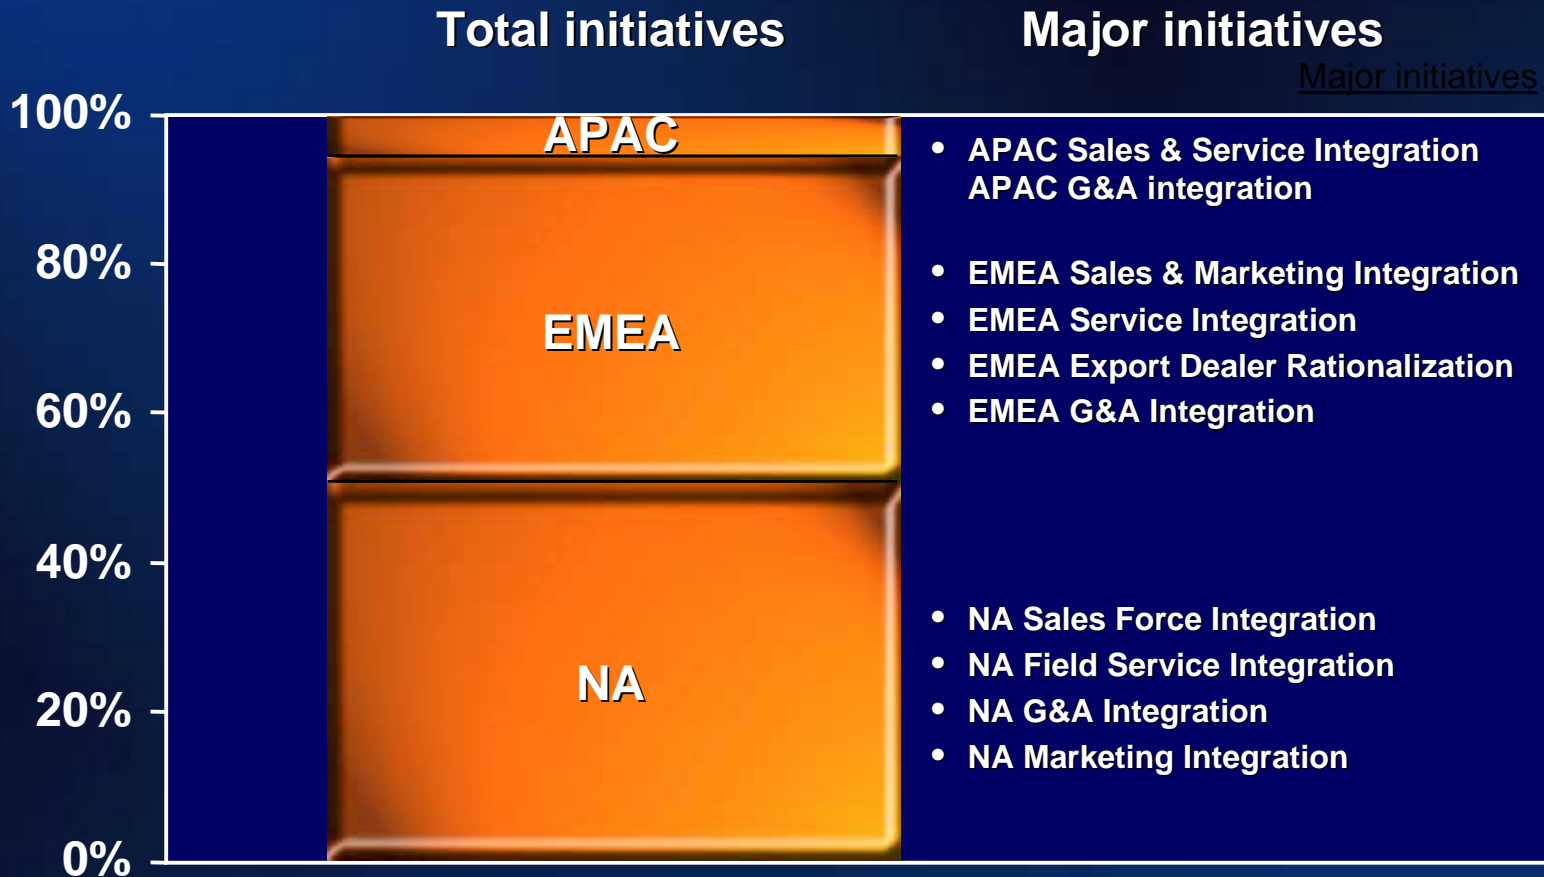 Total initiatives
Major initiatives
Major initiatives
100%
80%
60%
40%
20%
0%
APAC
EMEA
NA
• APAC Sales & Service Integration
APAC G&A integration
• EMEA Sales & Marketing Integration
• EMEA Service Integration
• EMEA Export Dealer Rationalization
• EMEA G&A Integration
• NA Sales Force Integration
• NA Field Service Integration
• NA G&A Integration
• NA Marketing Integration